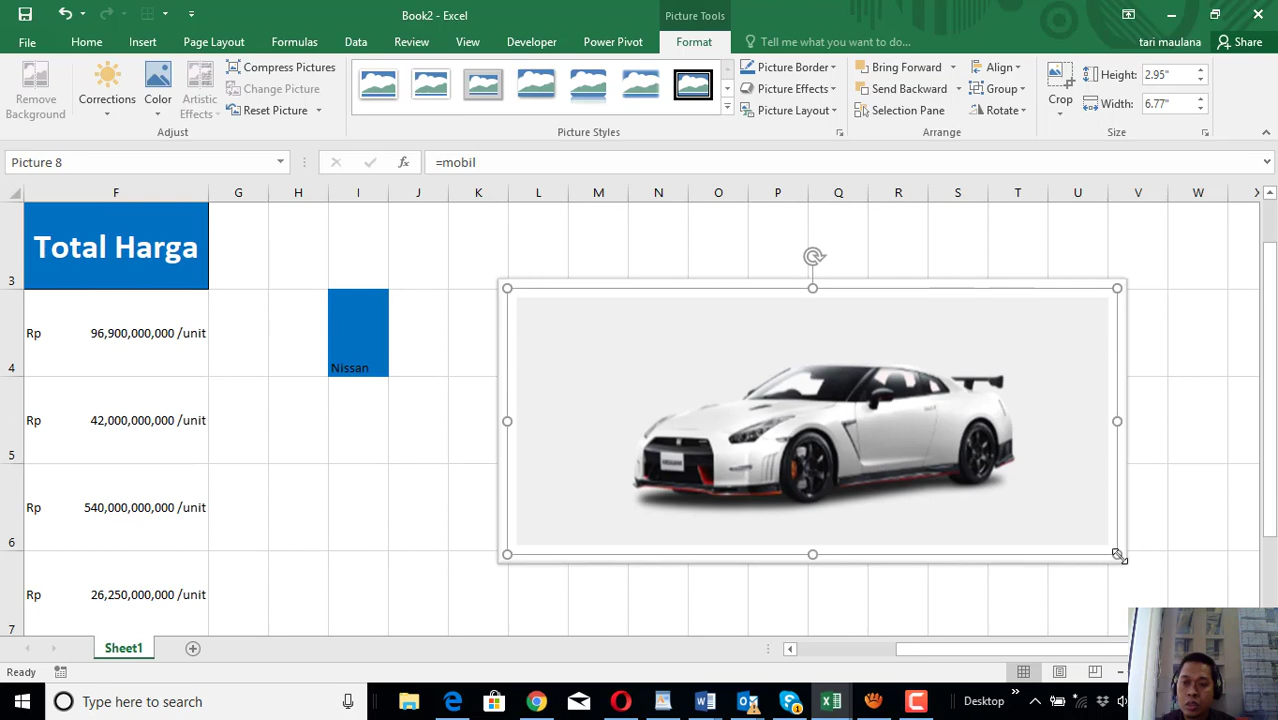 Book2 - Excel
Picture Tools
File
Home
Insert
Page Layout
Formulas
Data
Review
View
Developer
Power Pivot
Format
Tell me what you want to do...
tari maulana
Share
Remove Background
Corrections
Color
Artistic Effects
Compress Pictures
Change Picture
Reset Picture
Adjust
Picture Styles
Picture Border
Picture Effects
Picture Layout
Bring Forward
Send Backward
Selection Pane
Align
Group
Rotate
Arrange
Crop
Height: 2.95"
Width: 6.77"
Size
Picture 8
fx
=mobil
F G H I J K L M N O P Q R S T U V W X
Total Harga
3
Rp 96,900,000,000 /unit
Nissan
4
Rp 42,000,000,000 /unit
5
Rp 540,000,000,000 /unit
6
Rp 26,250,000,000 /unit
7
Sheet1
Ready
Type here to search
Desktop